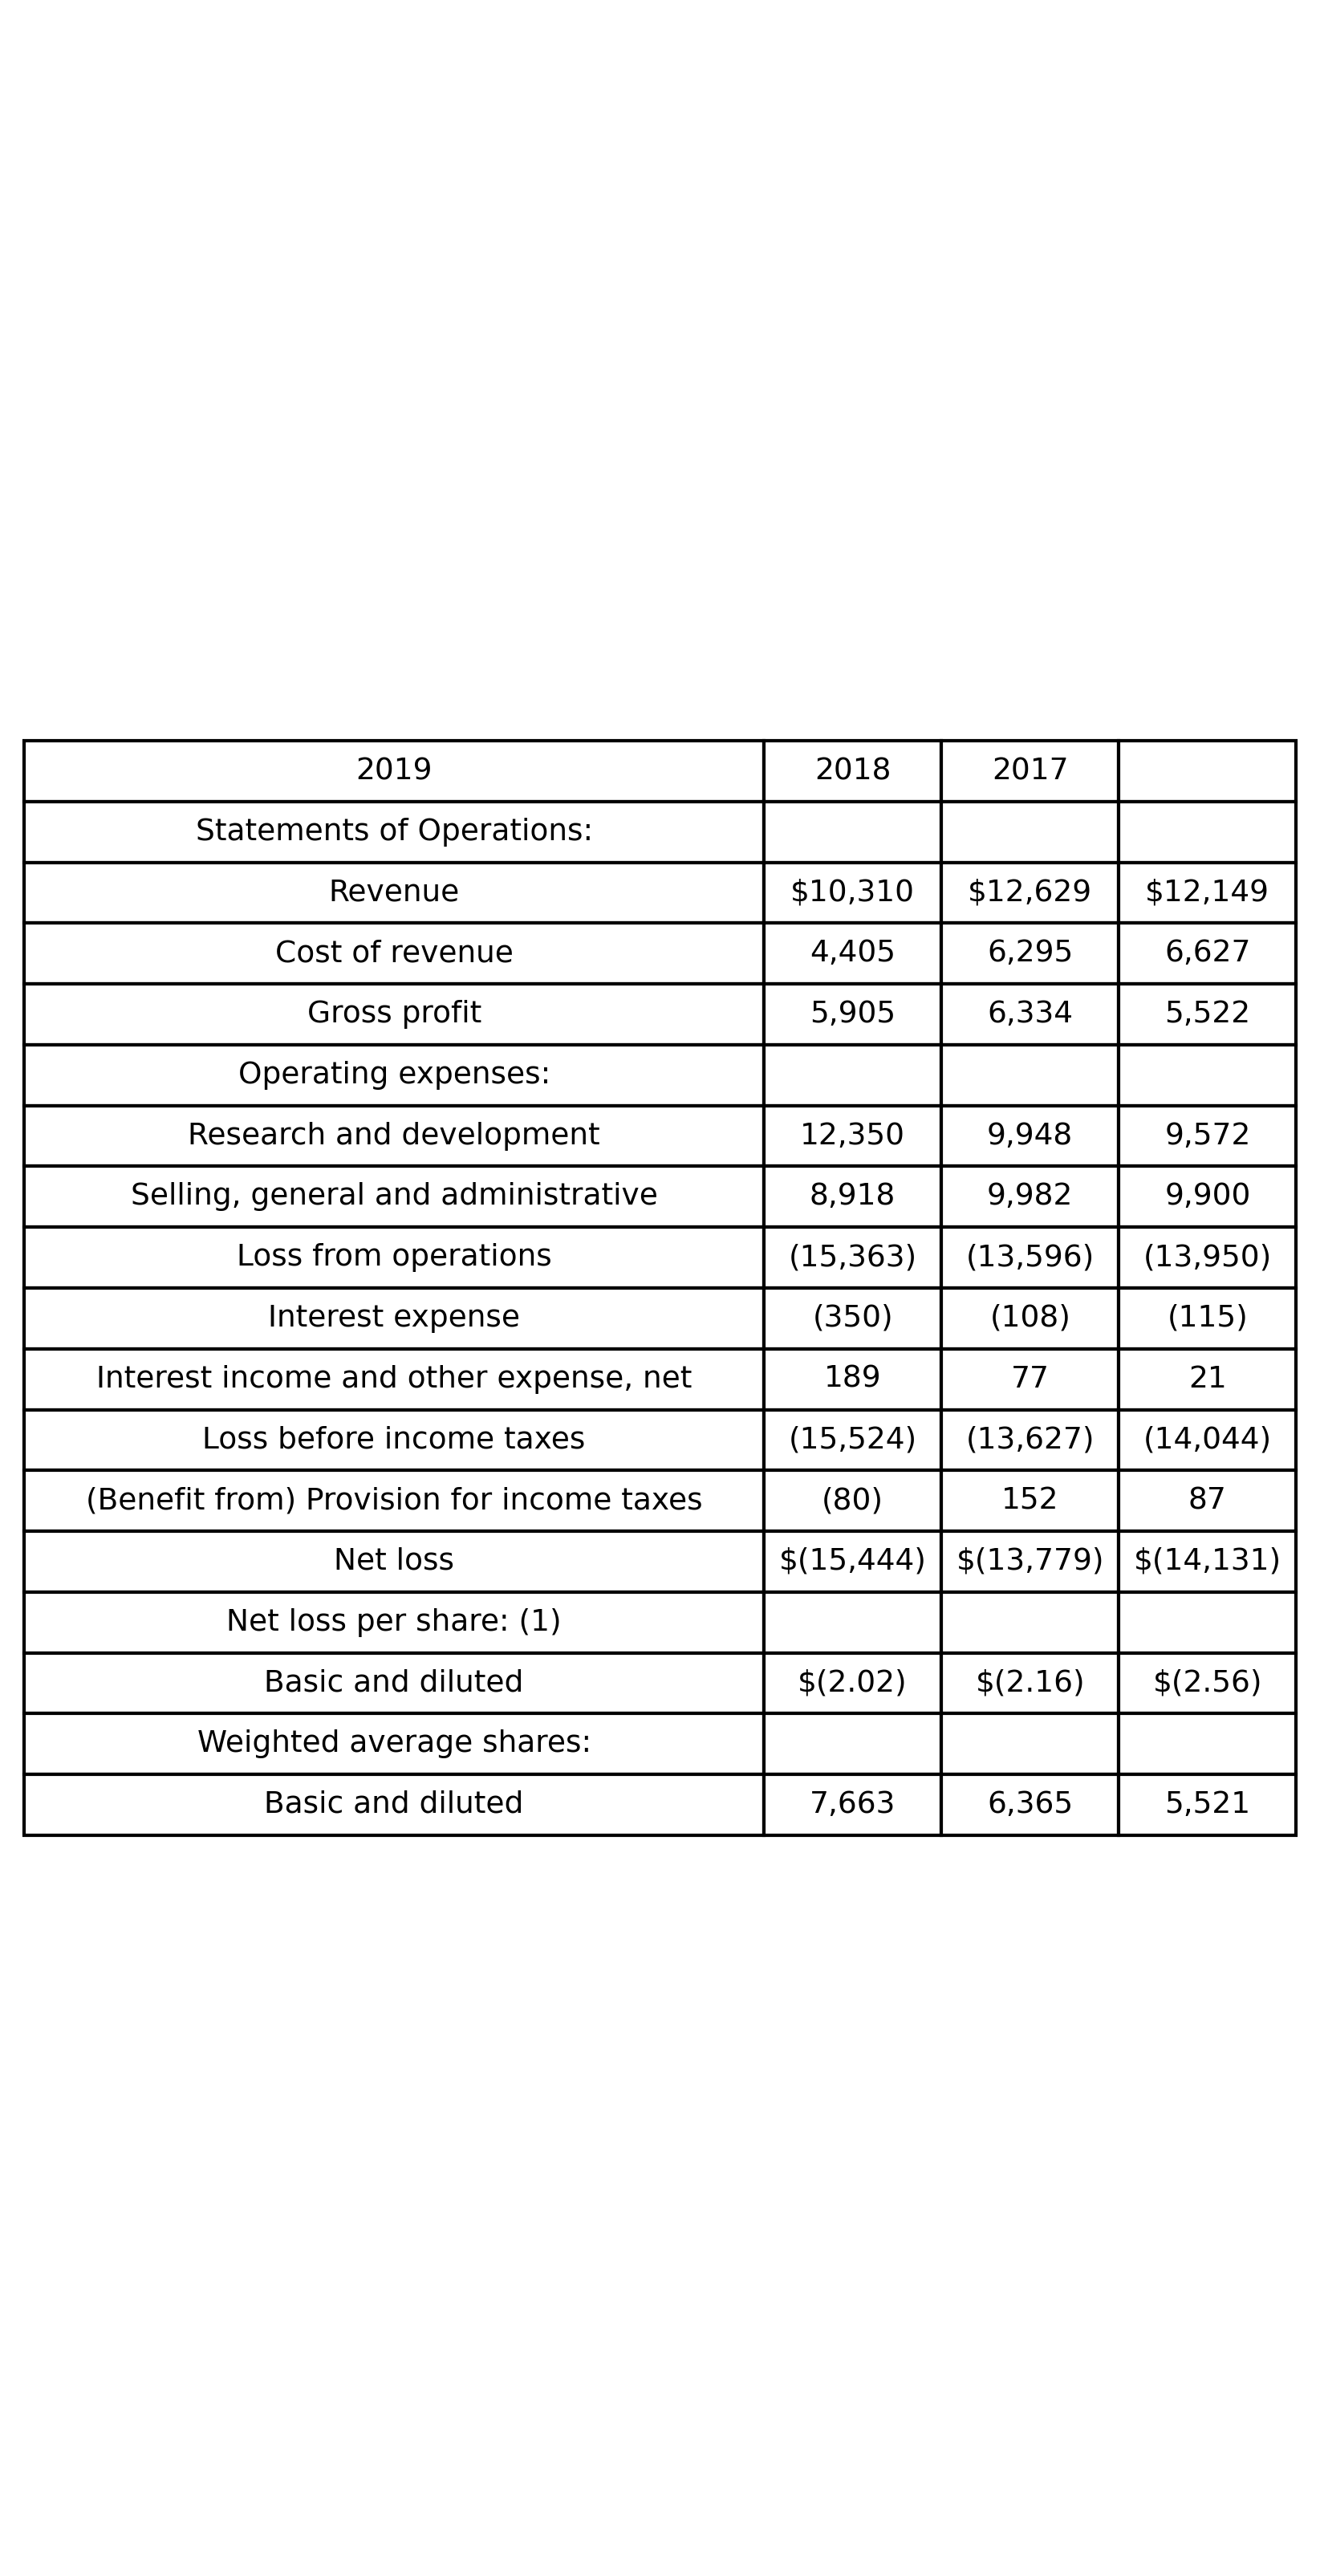 2019 2018 2017
Statements of Operations:
Revenue $10,310 $12,629 $12,149
Cost of revenue 4,405 6,295 6,627
Gross profit 5,905 6,334 5,522
Operating expenses:
Research and development 12,350 9,948 9,572
Selling, general and administrative 8,918 9,982 9,900
Loss from operations (15,363) (13,596) (13,950)
Interest expense (350) (108) (115)
Interest income and other expense, net 189 77 21
Loss before income taxes (15,524) (13,627) (14,044)
(Benefit from) Provision for income taxes (80) 152 87
Net loss $(15,444) $(13,779) $(14,131)
Net loss per share: (1)
Basic and diluted $(2.02) $(2.16) $(2.56)
Weighted average shares:
Basic and diluted 7,663 6,365 5,521